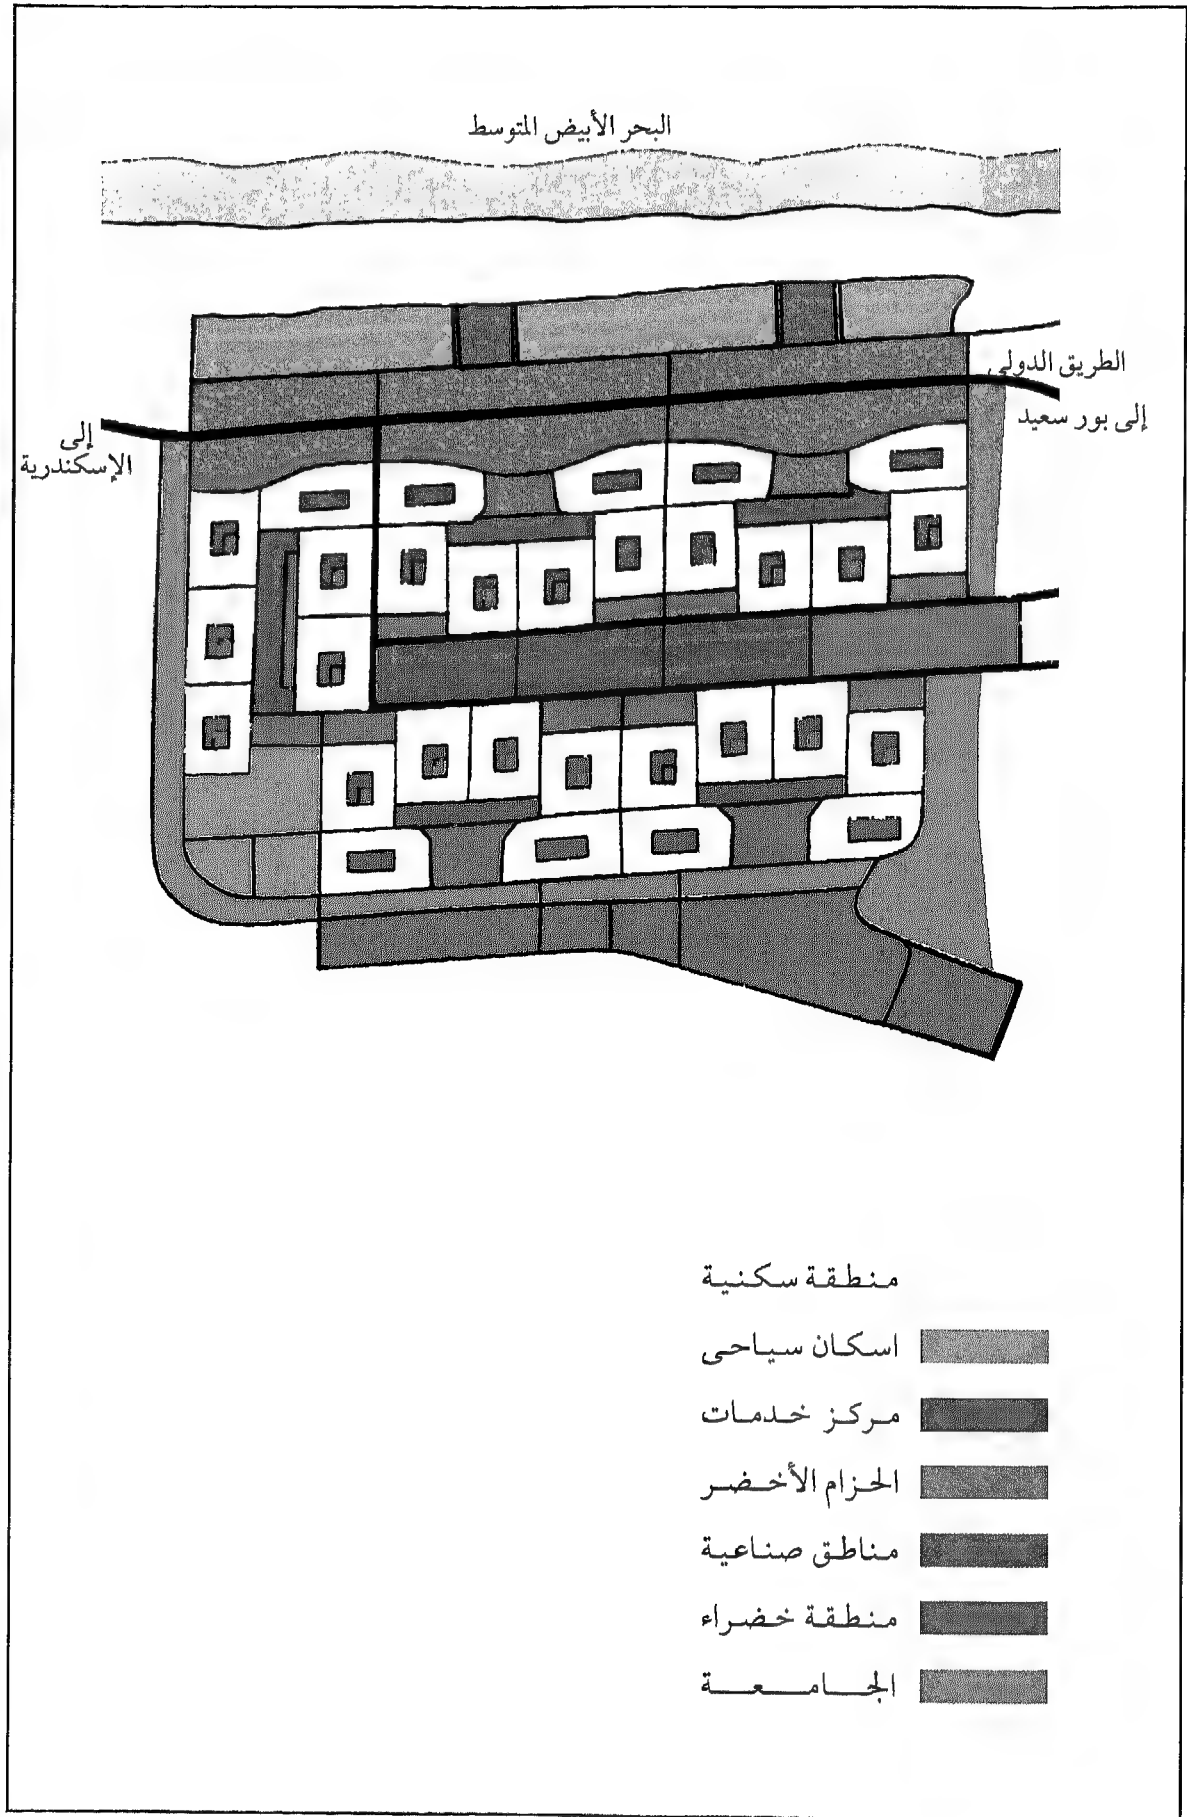 البحر الأبيض المتوسط
الطريق الدولى
إلى بور سعيد
إلى
الإسكندرية
منطقة سكنية
اسكان سياحى
مركز خدمات
الحزام الأخضر
مناطق صناعية
منطقة خضراء
الجامعة